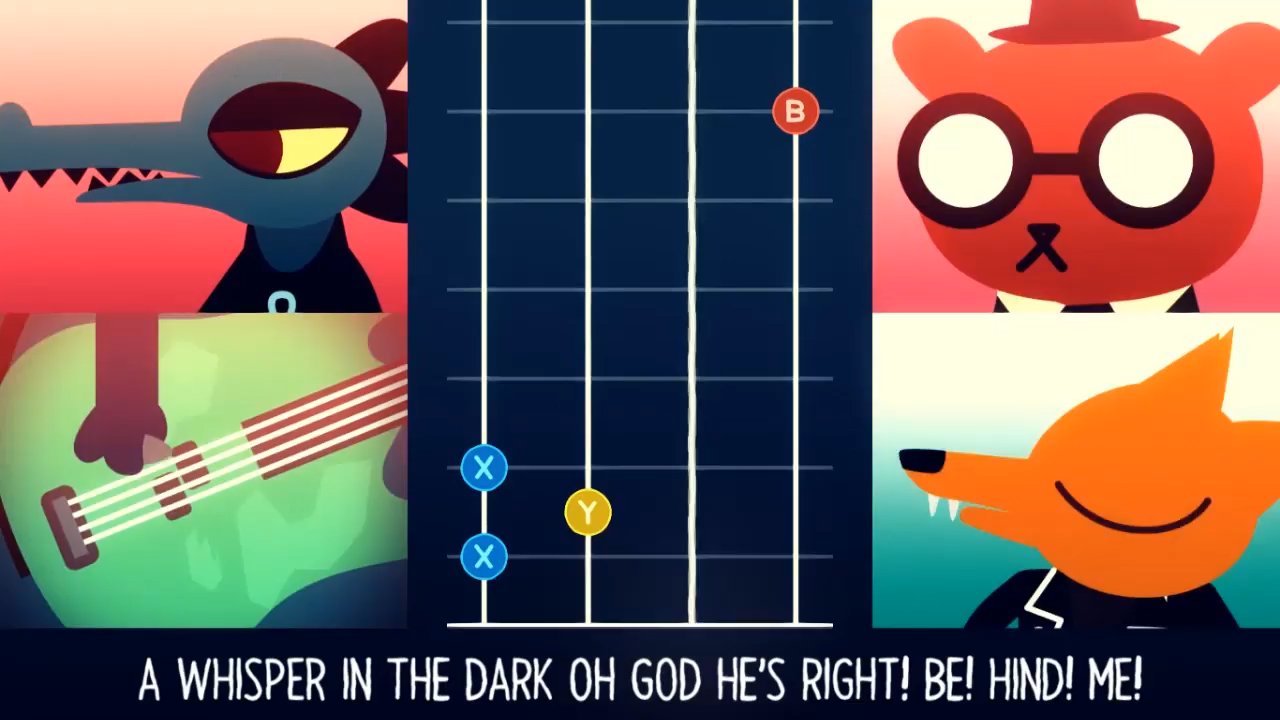 B
X
Y
X
A WHISPER IN THE DARK OH GOD HE'S RIGHT! BE! HIND! ME!